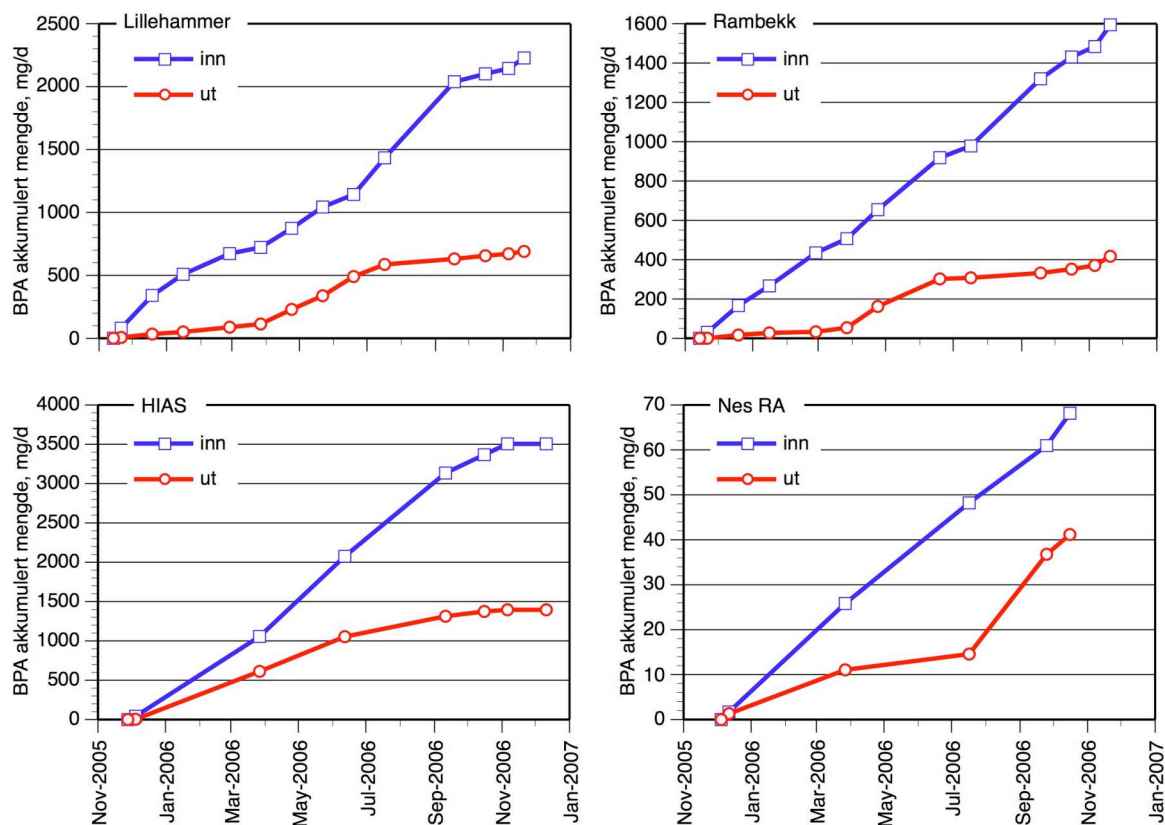 Lillehammer
inn
ut
BPA akkumulert mengde, mg/d
2500
2000
1500
1000
500
0
Rambekk
inn
ut
BPA akkumulert mengde, mg/d
1600
1400
1200
1000
800
600
400
200
0
HIAS
inn
ut
BPA akkumulert mengde, mg/d
4000
3500
3000
2500
2000
1500
1000
500
0
Nov-2005
Jan-2006
Mar-2006
May-2006
Jul-2006
Sep-2006
Nov-2006
Jan-2007
Nes RA
inn
ut
BPA akkumulert mengde, mg/d
70
60
50
40
30
20
10
0
Nov-2005
Jan-2006
Mar-2006
May-2006
Jul-2006
Sep-2006
Nov-2006
Jan-2007